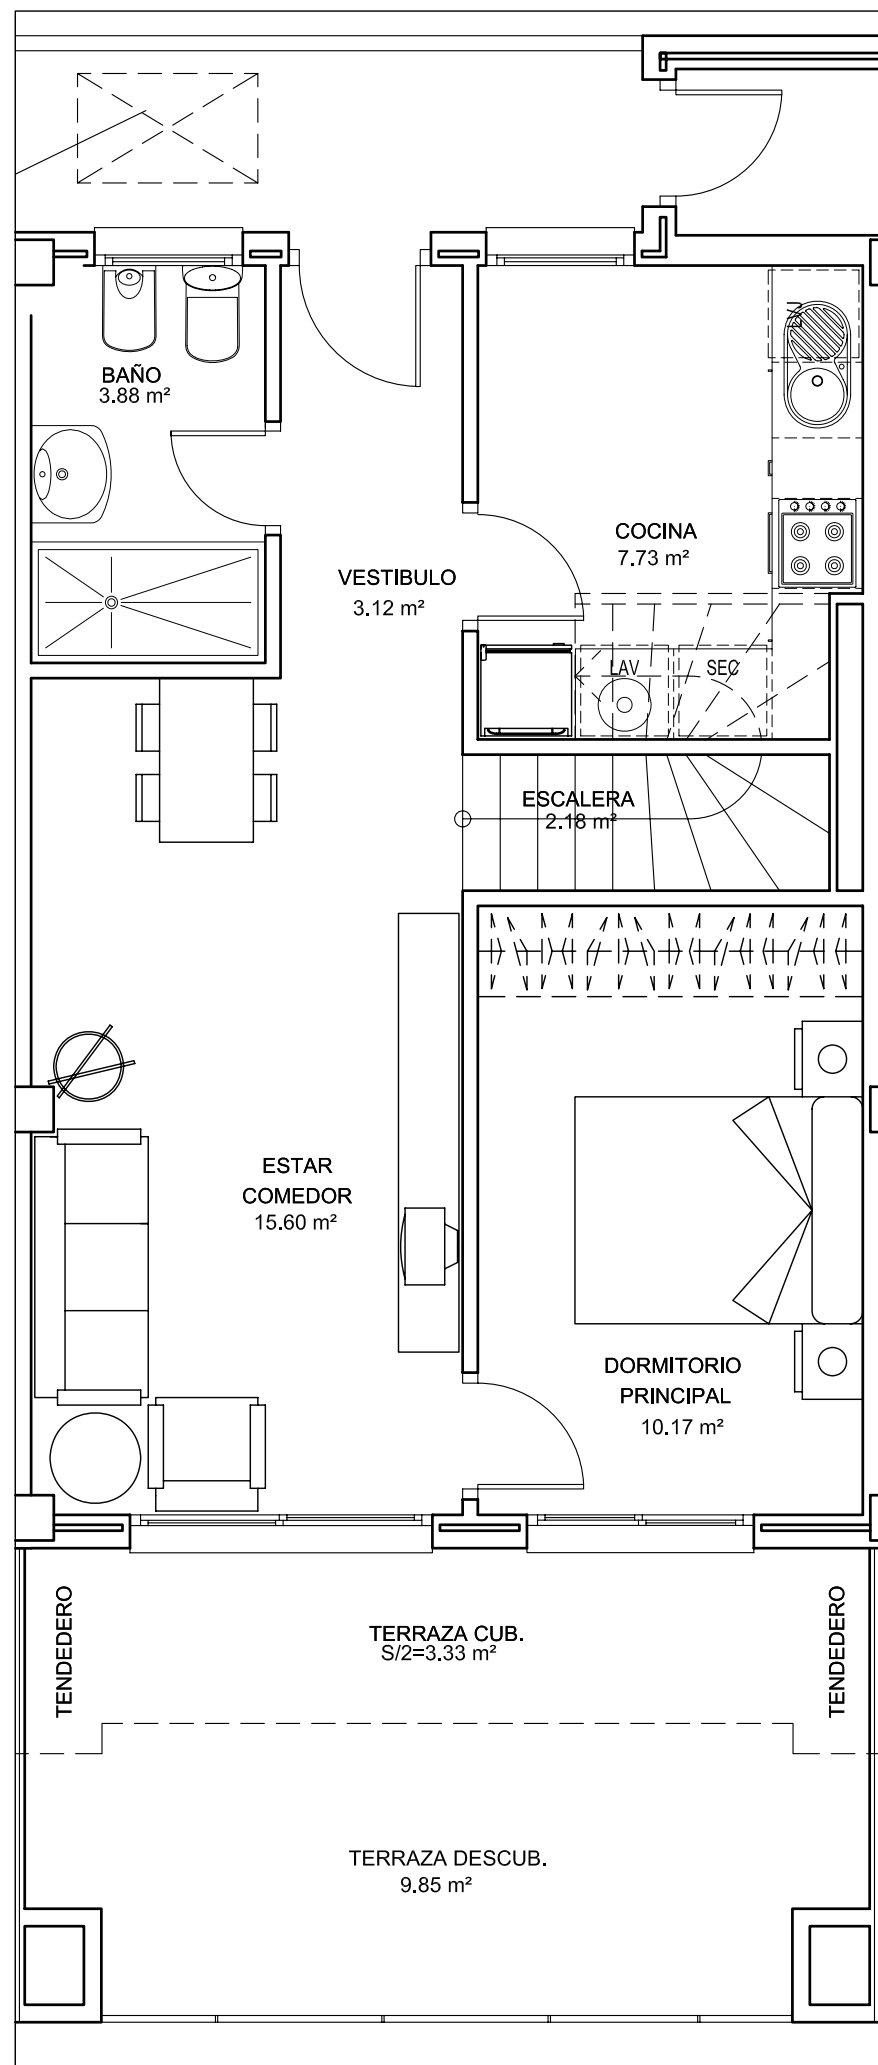 LVJ
BAÑO
3.88 m²
COCINA
7.73 m²
VESTIBULO
3.12 m²
LAV
SEC
ESCALERA
2.18 m²
ESTAR
COMEDOR
15.60 m²
DORMITORIO
PRINCIPAL
10.17 m²
TENDEDERO
TERRAZA CUB.
S/2=3.33 m²
TENDEDERO
TERRAZA DESCUB.
9.85 m²